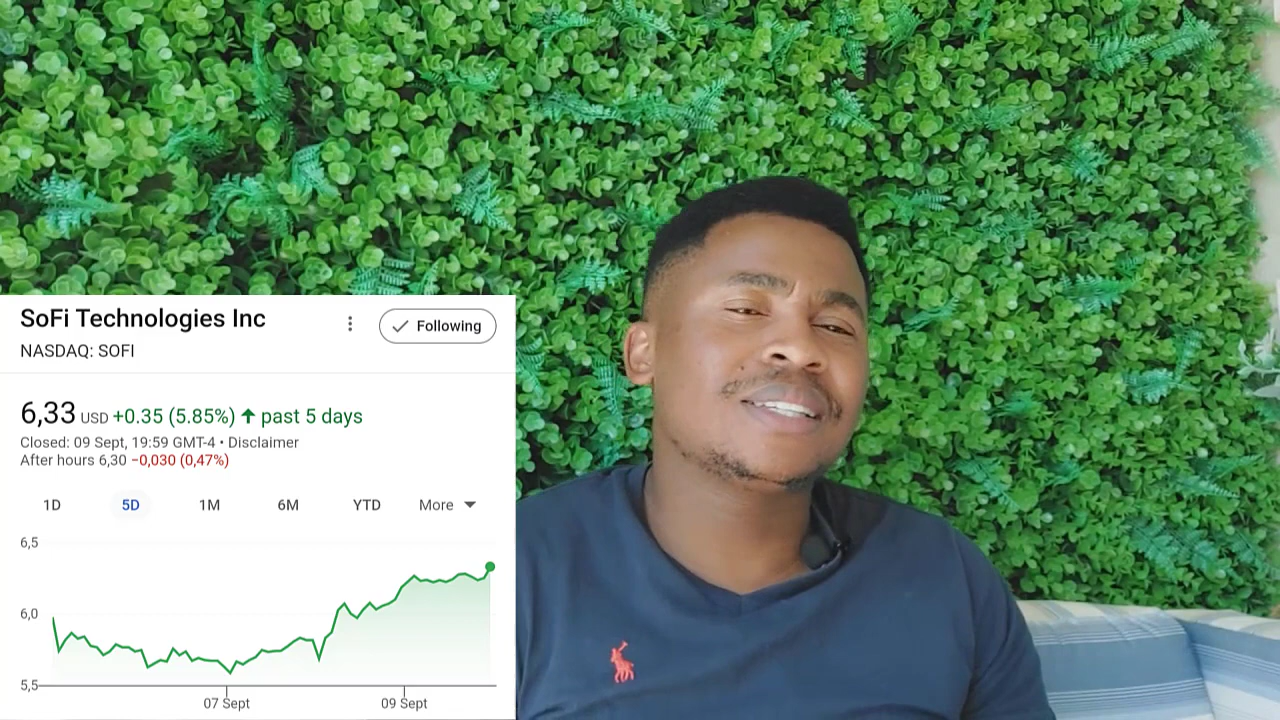 SoFi Technologies Inc
Following
NASDAQ: SOFI
6,33 USD +0.35 (5.85%) ↑ past 5 days
Closed: 09 Sept, 19:59 GMT-4 • Disclaimer
After hours 6,30 −0,030 (0,47%)
1D 5D 1M 6M YTD More
6,5
6,0
5,5
07 Sept 09 Sept